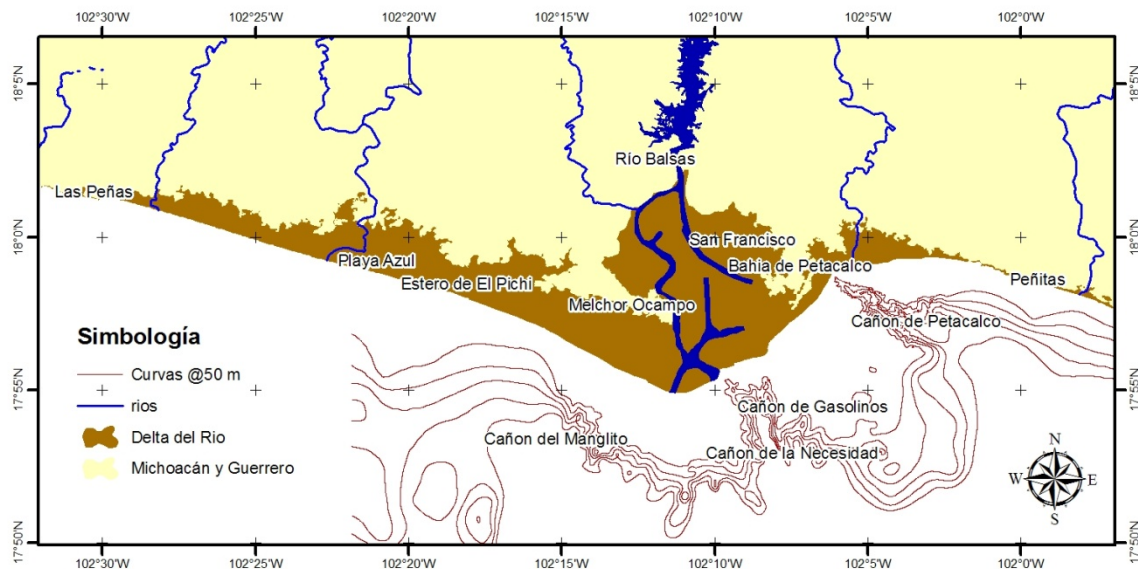 102°30'W 102°25'W 102°20'W 102°15'W 102°10'W 102°5'W 102°0'W
18°5'N 18°5'N
Río Balsas
Las Peñas
18°0'N 18°0'N
San Francisco
Playa Azul
Bahía de Petacalco
Peñitas
Estero de El Pichi
Melchor Ocampo
Cañon de Petacalco
Simbología
Curvas @50 m
17°55'N 17°55'N
rios
Cañon de Gasolinos
Delta del Rio
Cañon del Manglito
Cañon de la Necesidad
Michoacán y Guerrero
N
W E
S
17°50'N 17°50'N
102°30'W 102°25'W 102°20'W 102°15'W 102°10'W 102°5'W 102°0'W